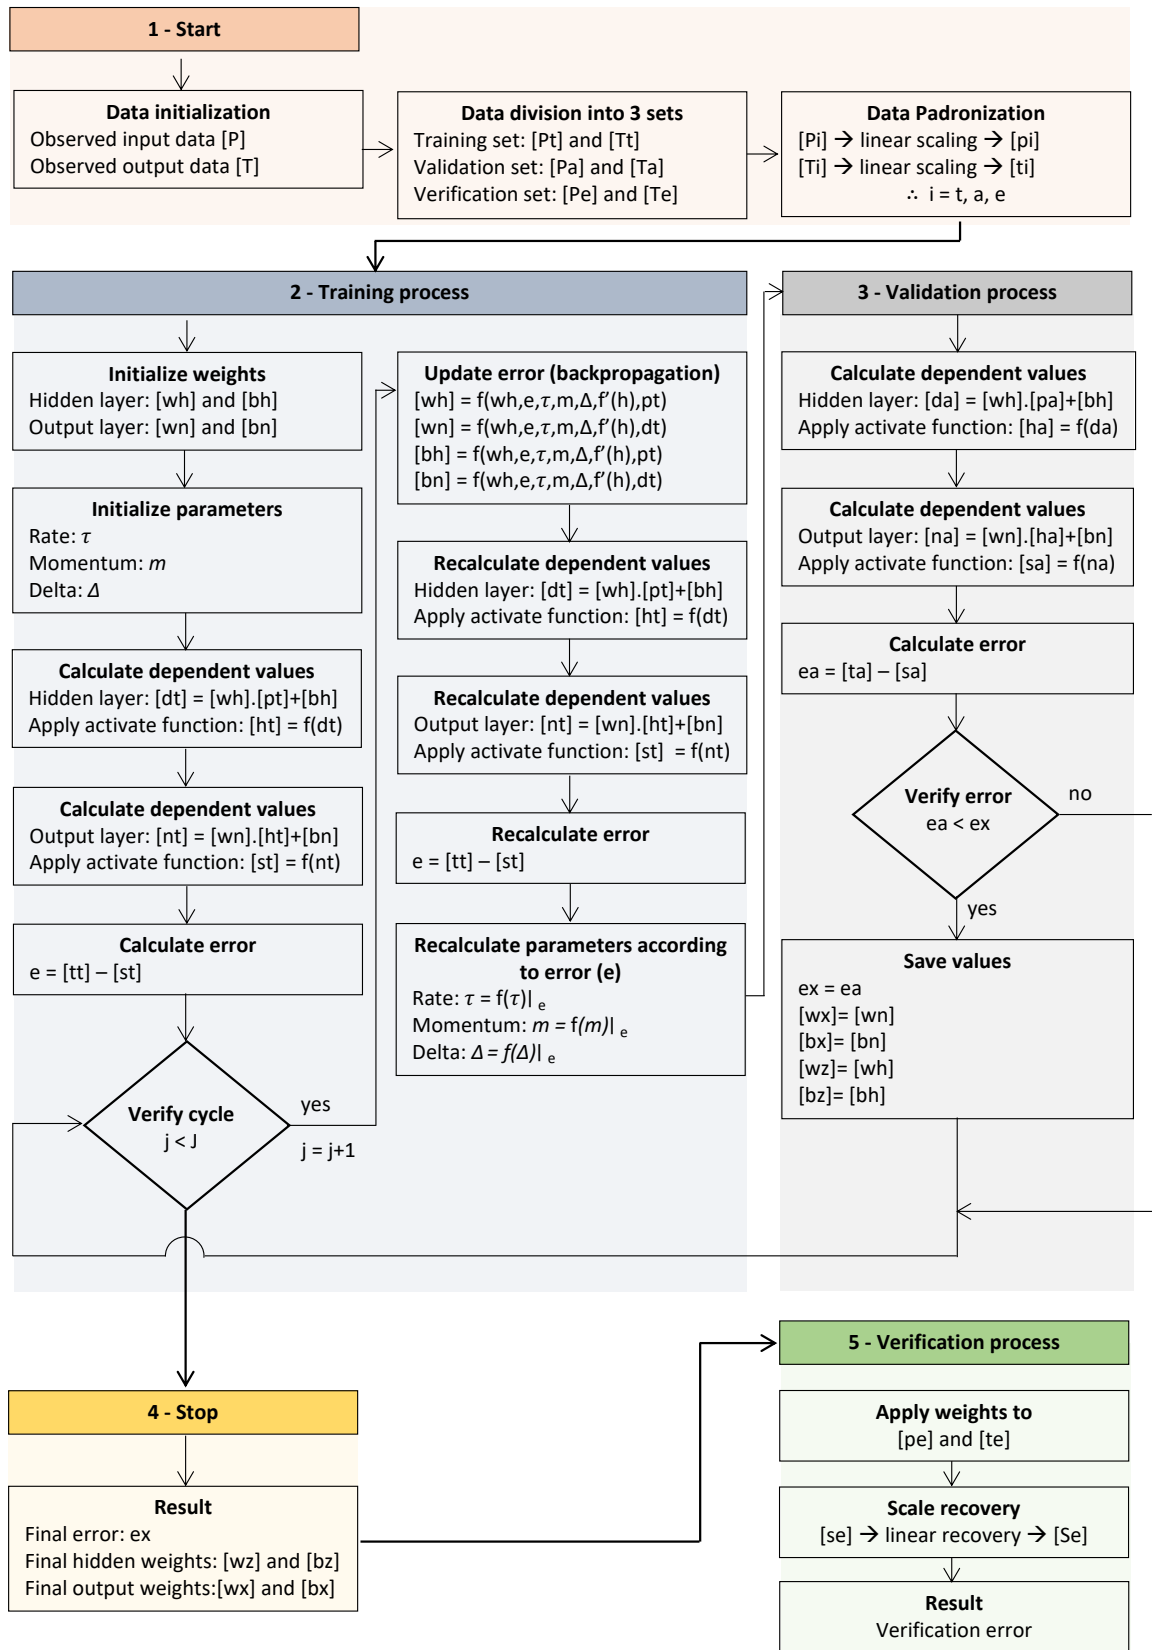 1 - Start
Data initialization
Observed input data [P]
Observed output data [T]
Data division into 3 sets
Training set: [Pt] and [Tt]
Validation set: [Pa] and [Ta]
Verification set: [Pe] and [Te]
Data Padronization
[Pi] → linear scaling → [pi]
[Ti] → linear scaling → [ti]
∴ i = t, a, e
2 - Training process
Initialize weights
Hidden layer: [wh] and [bh]
Output layer: [wn] and [bn]
Initialize parameters
Rate: τ
Momentum: m
Delta: Δ
Calculate dependent values
Hidden layer: [dt] = [wh].[pt]+[bh]
Apply activate function: [ht] = f(dt)
Calculate dependent values
Output layer: [nt] = [wn].[ht]+[bn]
Apply activate function: [st] = f(nt)
Calculate error
e = [tt] – [st]
Verify cycle
j < J
yes
j = j+1
Update error (backpropagation)
[wh] = f(wh,e,τ,m,Δ,f'(h),pt)
[wn] = f(wh,e,τ,m,Δ,f'(h),dt)
[bh] = f(wh,e,τ,m,Δ,f'(h),pt)
[bn] = f(wh,e,τ,m,Δ,f'(h),dt)
Recalculate dependent values
Hidden layer: [dt] = [wh].[pt]+[bh]
Apply activate function: [ht] = f(dt)
Recalculate dependent values
Output layer: [nt] = [wn].[ht]+[bn]
Apply activate function: [st] = f(nt)
Recalculate error
e = [tt] – [st]
Recalculate parameters according
to error (e)
Rate: τ = f(τ)| e
Momentum: m = f(m)| e
Delta: Δ = f(Δ)| e
3 - Validation process
Calculate dependent values
Hidden layer: [da] = [wh].[pa]+[bh]
Apply activate function: [ha] = f(da)
Calculate dependent values
Output layer: [na] = [wn].[ha]+[bn]
Apply activate function: [sa] = f(na)
Calculate error
ea = [ta] – [sa]
Verify error
ea < ex
no
yes
Save values
ex = ea
[wx]= [wn]
[bx]= [bn]
[wz]= [wh]
[bz]= [bh]
4 - Stop
Result
Final error: ex
Final hidden weights: [wz] and [bz]
Final output weights:[wx] and [bx]
5 - Verification process
Apply weights to
[pe] and [te]
Scale recovery
[se] → linear recovery → [Se]
Result
Verification error